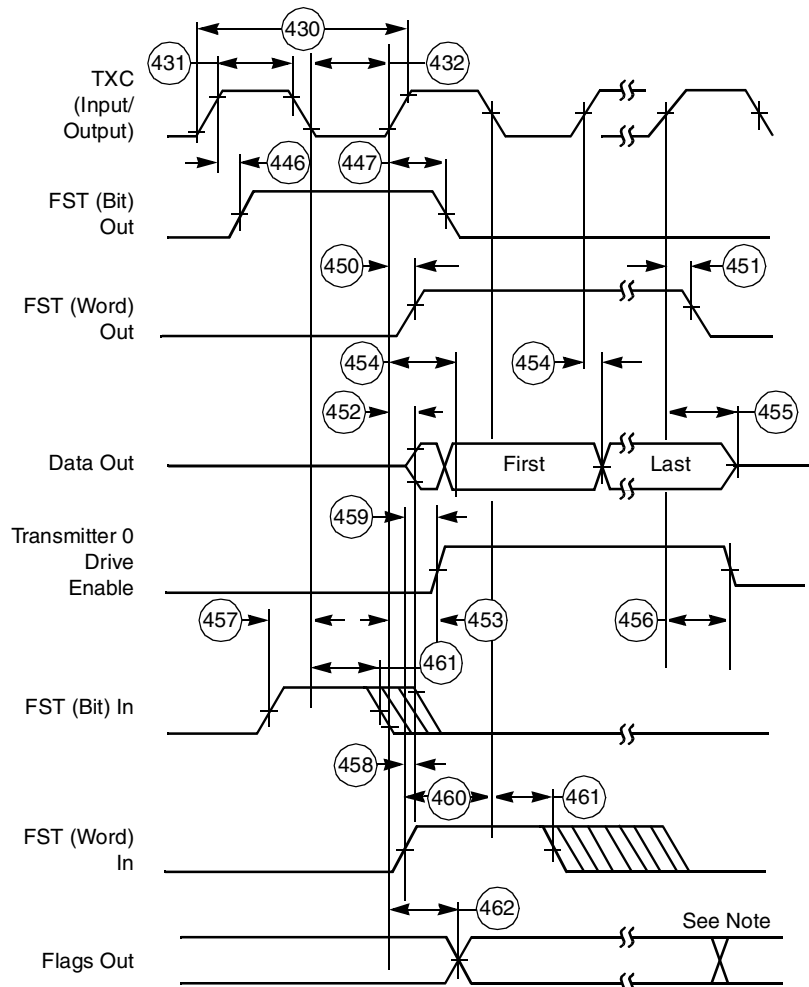 430
431
432
TXC
(Input/
Output)
446
447
FST (Bit)
Out
450
451
FST (Word)
Out
454
454
452
455
Data Out
First
Last
459
Transmitter 0
Drive
Enable
457
453
456
461
FST (Bit) In
458
460
461
FST (Word)
In
462
See Note
Flags Out